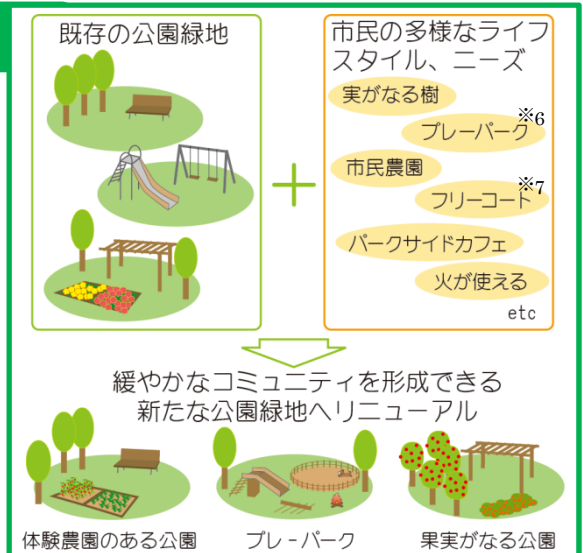 既存の公園緑地
市民の多様なライフ
スタイル、ニーズ
実がなる樹
プレーパーク※6
市民農園
フリーコート※7
パークサイドカフェ
火が使える
etc
緩やかなコミュニティを形成できる
新たな公園緑地へリニューアル
体験農園のある公園
プレ-パーク
果実がなる公園